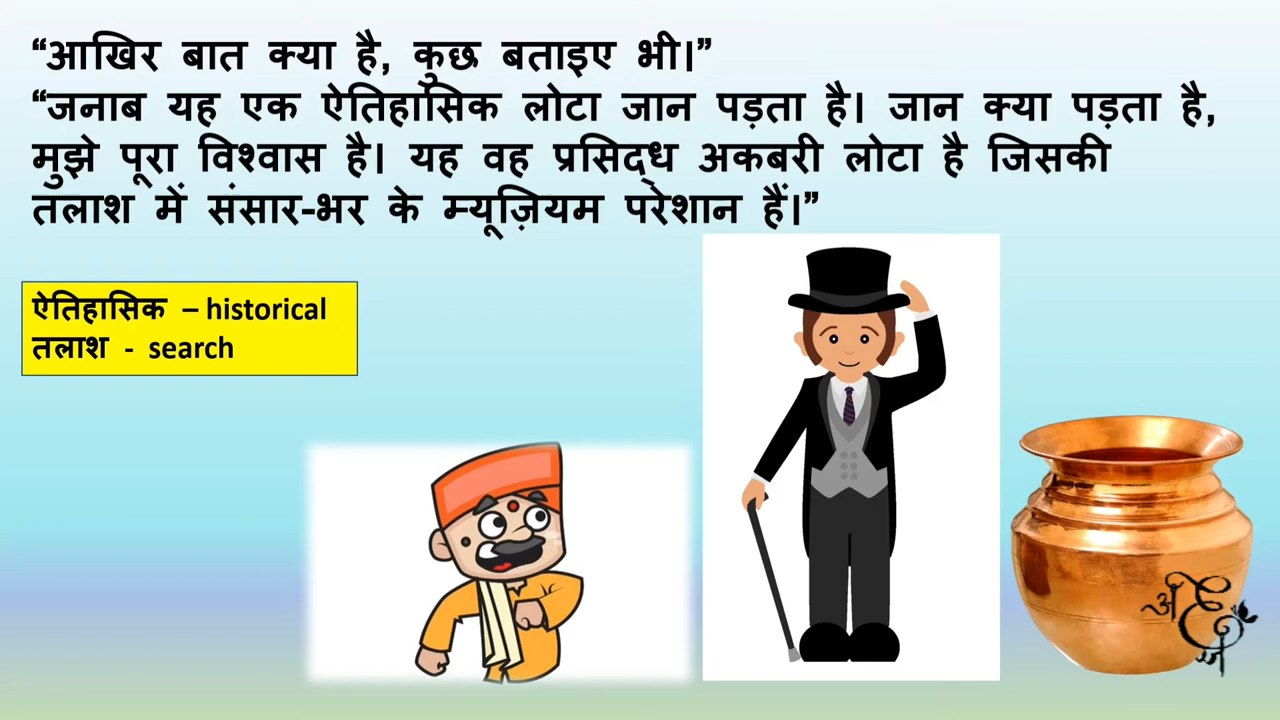 “आखिर बात क्या है, कुछ बताइए भी।”
“जनाब यह एक ऐतिहासिक लोटा जान पड़ता है। जान क्या पड़ता है,
मुझे पूरा विश्वास है। यह वह प्रसिद्ध अकबरी लोटा है जिसकी
तलाश में संसार-भर के म्यूज़ियम परेशान हैं।”
ऐतिहासिक – historical
तलाश - search